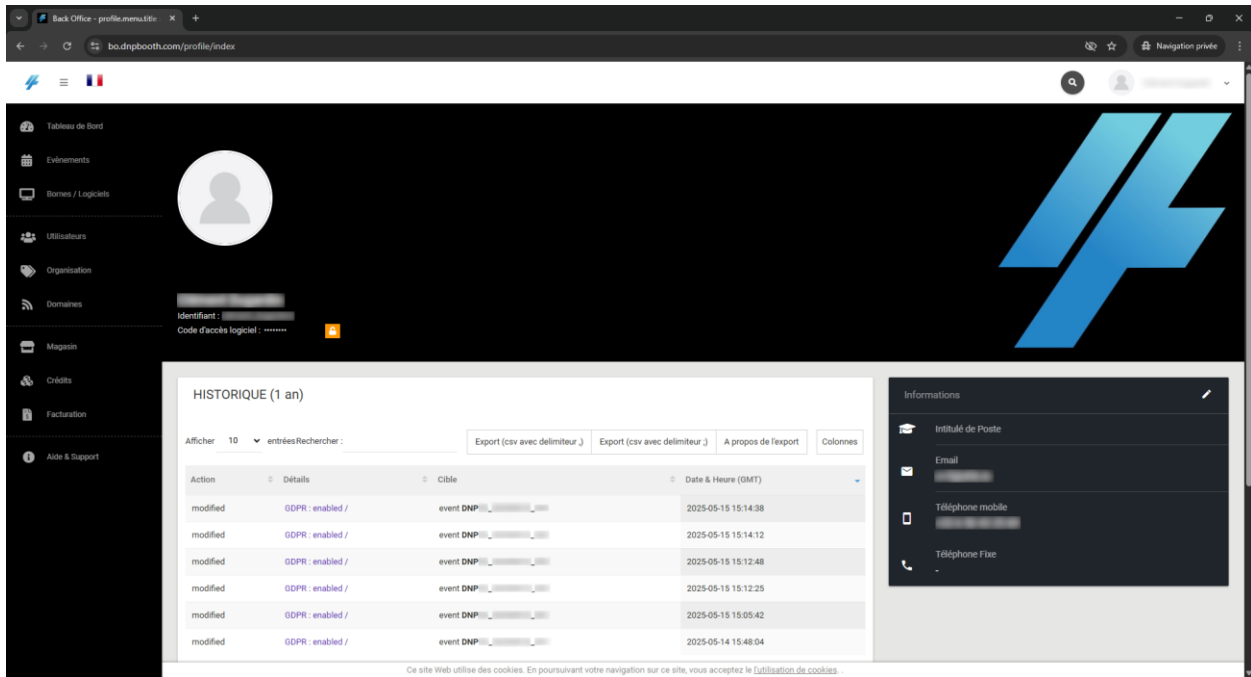 Back Office - profile.menu.title
bo.dnpbooth.com/profile/index
Navigation privée
Tableau de Bord
Evènements
Bornes / Logiciels
Utilisateurs
Organisation
Domaines
Magasin
Crédits
Facturation
Aide & Support
Identifiant :
Code d'accès logiciel : ········
HISTORIQUE (1 an)
Afficher 10 entrées Rechercher :
Export (csv avec delimiteur ,) Export (csv avec delimiteur ;) A propos de l'export Colonnes
Action Détails Cible Date & Heure (GMT)
modified GDPR : enabled / event DNP 2025-05-15 15:14:38
modified GDPR : enabled / event DNP 2025-05-15 15:14:12
modified GDPR : enabled / event DNP 2025-05-15 15:12:48
modified GDPR : enabled / event DNP 2025-05-15 15:12:25
modified GDPR : enabled / event DNP 2025-05-15 15:05:42
modified GDPR : enabled / event DNP 2025-05-14 15:48:04
Informations
Intitulé de Poste
Email
Téléphone mobile
Téléphone Fixe
-
Ce site Web utilise des cookies. En poursuivant votre navigation sur ce site, vous acceptez le l'utilisation de cookies. .